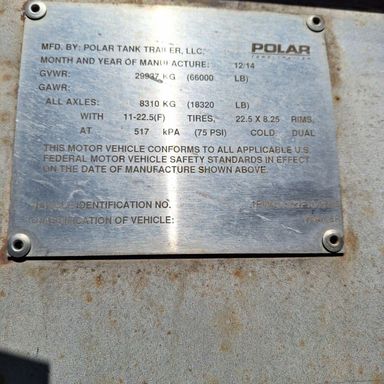 MFD. BY: POLAR TANK TRAILER, LLC. POLAR
MONTH AND YEAR OF MANUFACTURE: 12/14
GVWR: 29937 KG (66000 LB)
GAWR:
ALL AXLES: 8310 KG (18320 LB)
WITH 11-22.5(F) TIRES, 22.5 X 8.25 RIMS,
AT 517 kPA (75 PSI) COLD DUAL
THIS MOTOR VEHICLE CONFORMS TO ALL APPLICABLE U.S.
FEDERAL MOTOR VEHICLE SAFETY STANDARDS IN EFFECT
ON THE DATE OF MANUFACTURE SHOWN ABOVE.
VEHICLE IDENTIFICATION NO.
CLASSIFICATION OF VEHICLE: